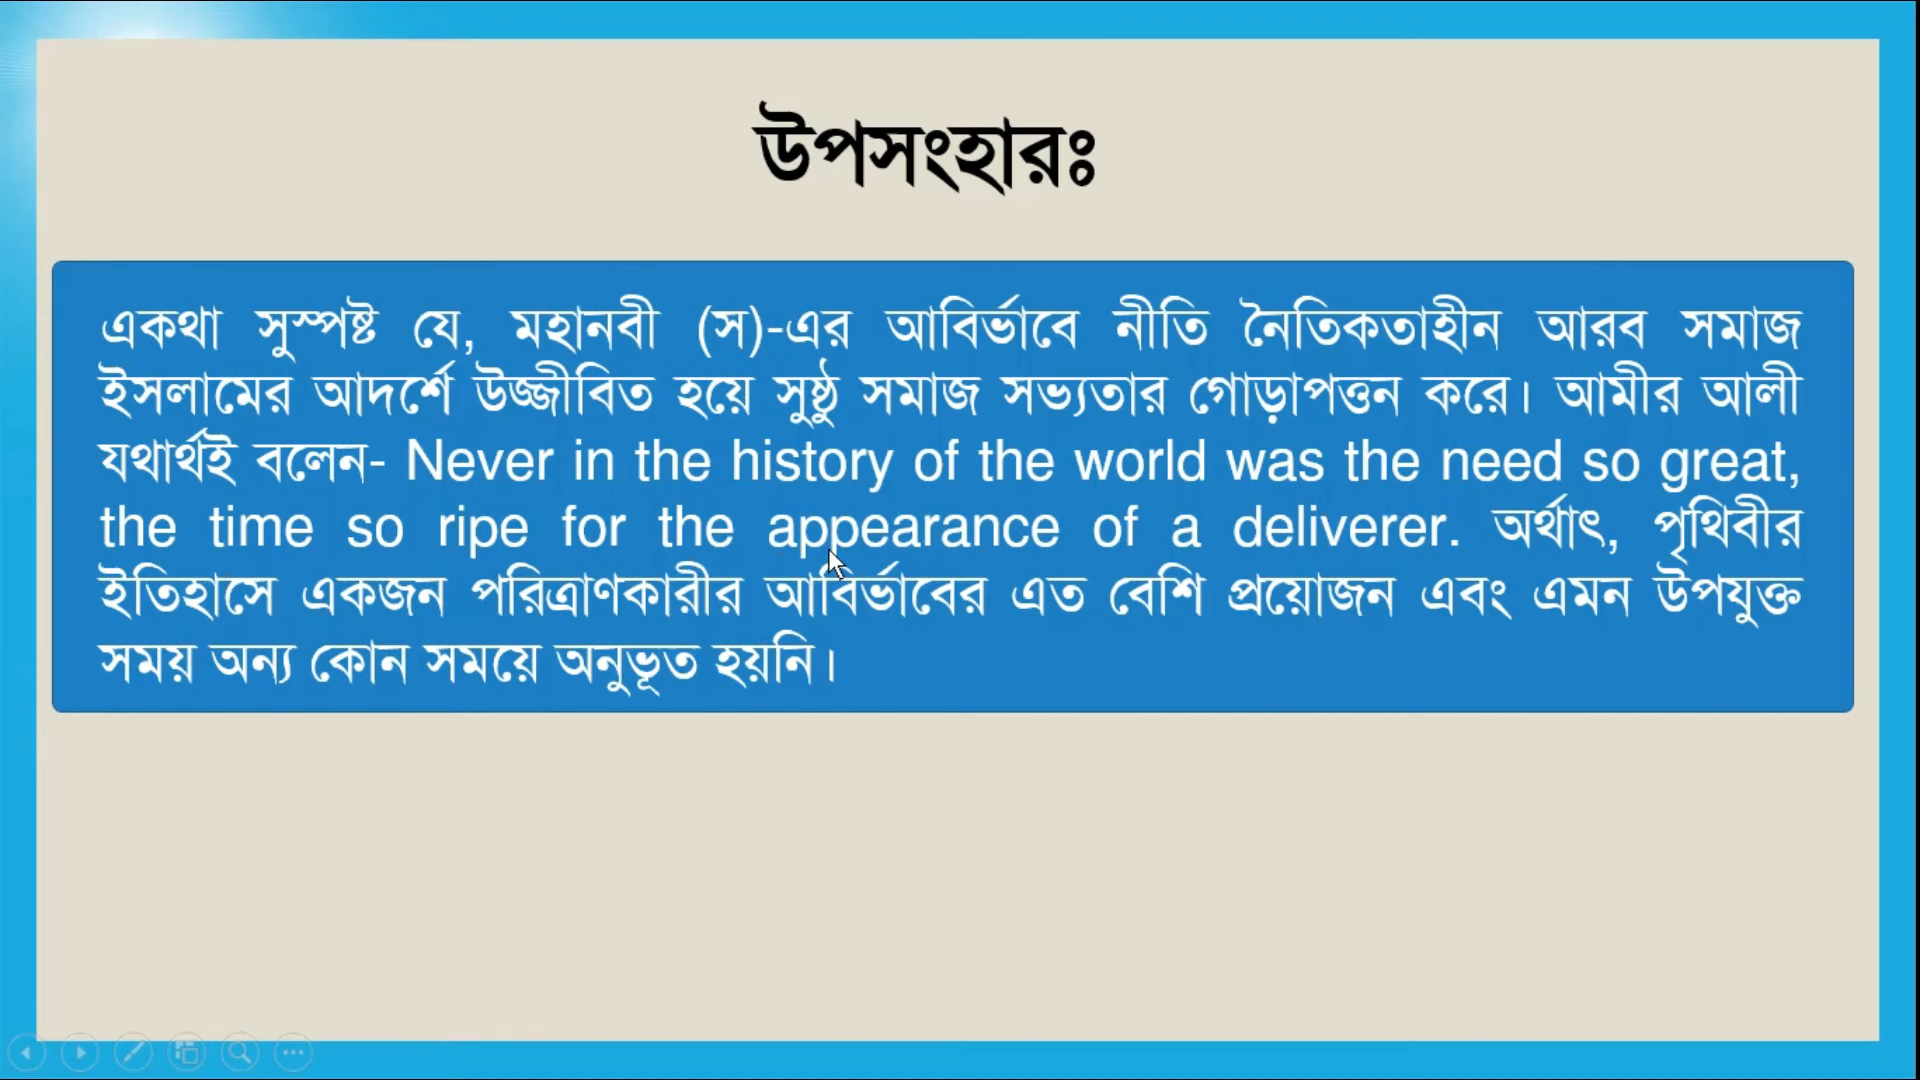 উপসংহারঃ
একথা সুস্পষ্ট যে, মহানবী (স)-এর আবির্ভাবে নীতি নৈতিকতাহীন আরব সমাজ
ইসলামের আদর্শে উজ্জীবিত হয়ে সুষ্ঠু সমাজ সভ্যতার গোড়াপত্তন করে। আমীর আলী
যথার্থই বলেন- Never in the history of the world was the need so great,
the time so ripe for the appearance of a deliverer. অর্থাৎ, পৃথিবীর
ইতিহাসে একজন পরিত্রাণকারীর আবির্ভাবের এত বেশি প্রয়োজন এবং এমন উপযুক্ত
সময় অন্য কোন সময়ে অনুভূত হয়নি।